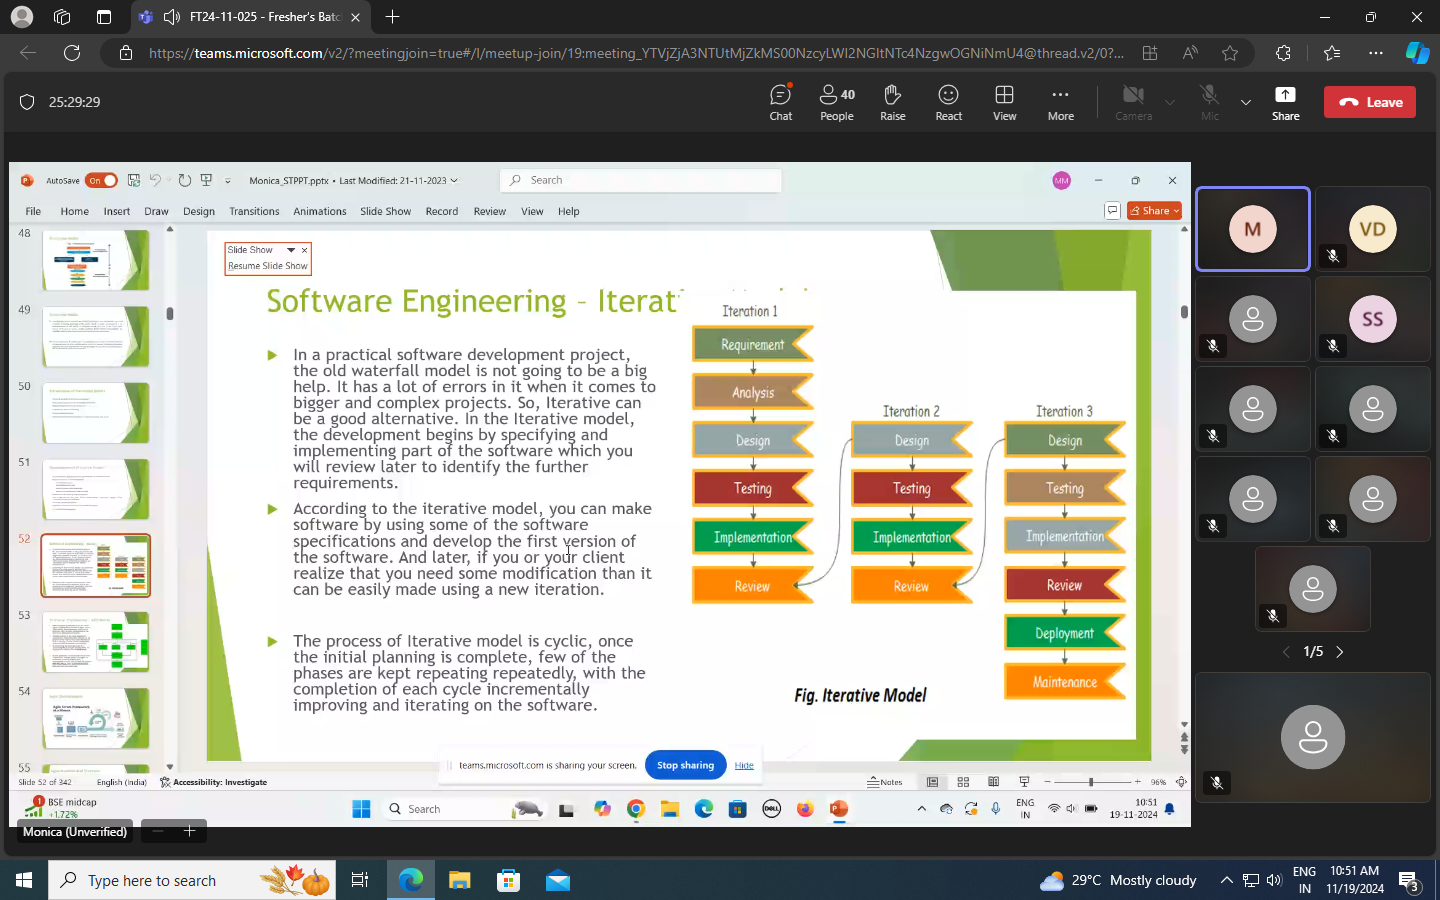 FT24-11-025 - Fresher's Batc
https://teams.microsoft.com/v2/?meetingjoin=true#/l/meetup-join/19:meeting_YTVjZjA3NTUtMjZkMS00NzcyLWI2NGItNTc4NzgwOGNiNmU4@thread.v2/0?...
25:29:29
Chat
40
People
Raise
React
View
More
Camera
Mic
Share
Leave
AutoSave On
Monica_STPPT.pptx • Last Modified: 21-11-2023
Search
MM
File Home Insert Draw Design Transitions Animations Slide Show Record Review View Help
Share
48
49
50
51
52
53
54
55
Slide Show
Resume Slide Show
Software Engineering – Iterati
In a practical software development project,
the old waterfall model is not going to be a big
help. It has a lot of errors in it when it comes to
bigger and complex projects. So, Iterative can
be a good alternative. In the Iterative model,
the development begins by specifying and
implementing part of the software which you
will review later to identify the further
requirements.
According to the iterative model, you can make
software by using some of the software
specifications and develop the first version of
the software. And later, if you or your client
realize that you need some modification than it
can be easily made using a new iteration.
The process of Iterative model is cyclic, once
the initial planning is complete, few of the
phases are kept repeating repeatedly, with the
completion of each cycle incrementally
improving and iterating on the software.
Iteration 1
Requirement
Analysis
Design
Testing
Implementation
Review
Iteration 2
Design
Testing
Implementation
Review
Iteration 3
Design
Testing
Implementation
Review
Deployment
Maintenance
Fig. Iterative Model
teams.microsoft.com is sharing your screen.
Stop sharing
Hide
Slide 52 of 342
English (India)
Accessibility: Investigate
Notes
96%
1
BSE midcap
+1.72%
Search
DELL
ENG
IN
10:51
19-11-2024
Monica (Unverified)
M
VD
SS
1/5
Type here to search
29°C Mostly cloudy
ENG
IN
10:51 AM
11/19/2024
3